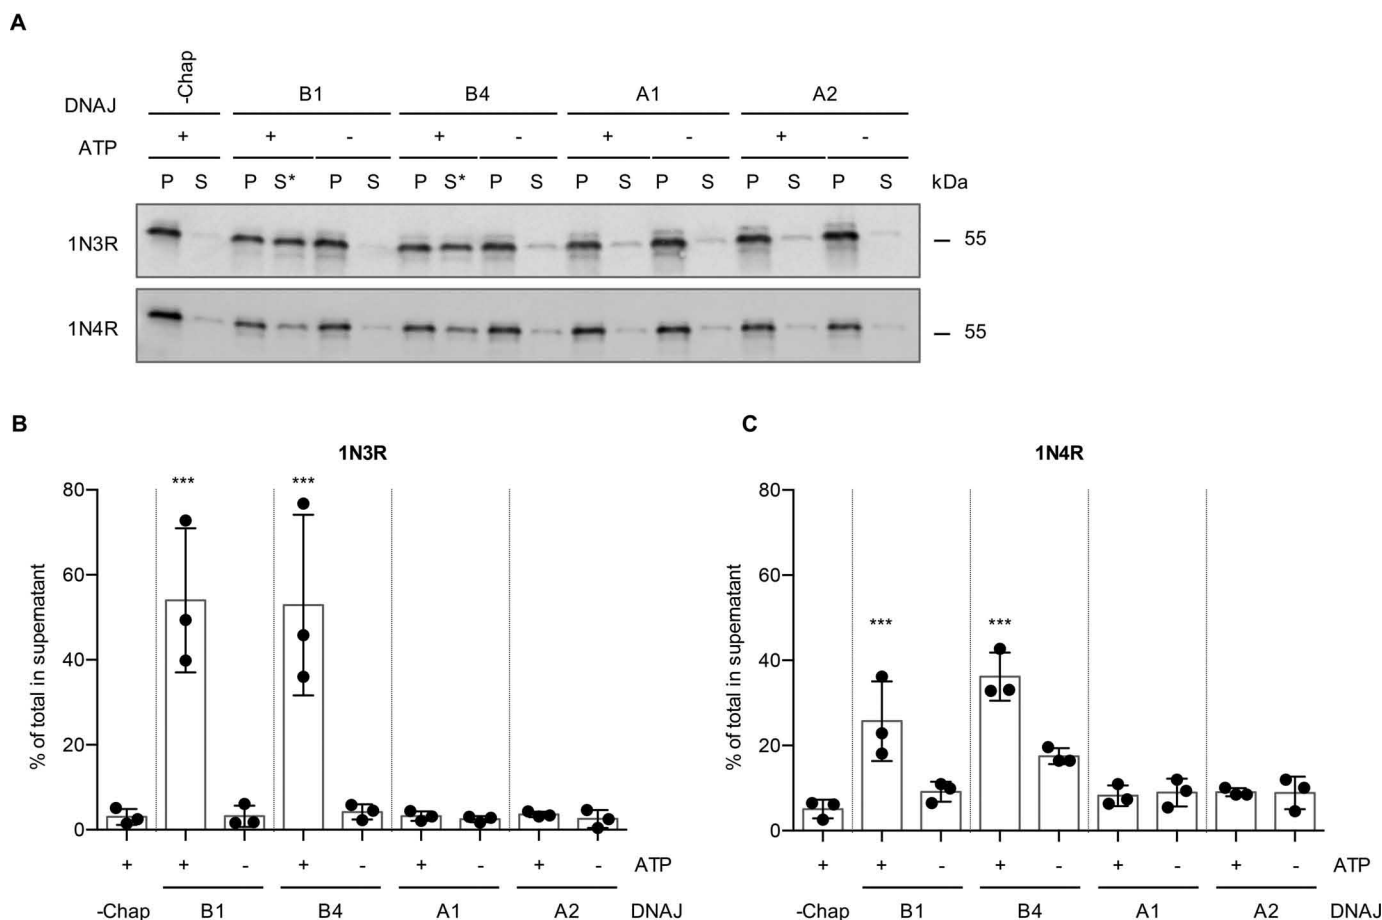 A
DNAJ -Chap B1 B4 A1 A2
ATP + + - + - + - + -
P S P S* P S P S* P S P S P S P S P S kDa
1N3R 55
1N4R 55
B
C
1N3R
1N4R
*** ***
*** ***
% of total in supematant
80
60
40
20
0
% of total in supematant
80
60
40
20
0
+ + - + - + - + - ATP
-Chap B1 B4 A1 A2 DNAJ
+ + - + - + - + - ATP
-Chap B1 B4 A1 A2 DNAJ